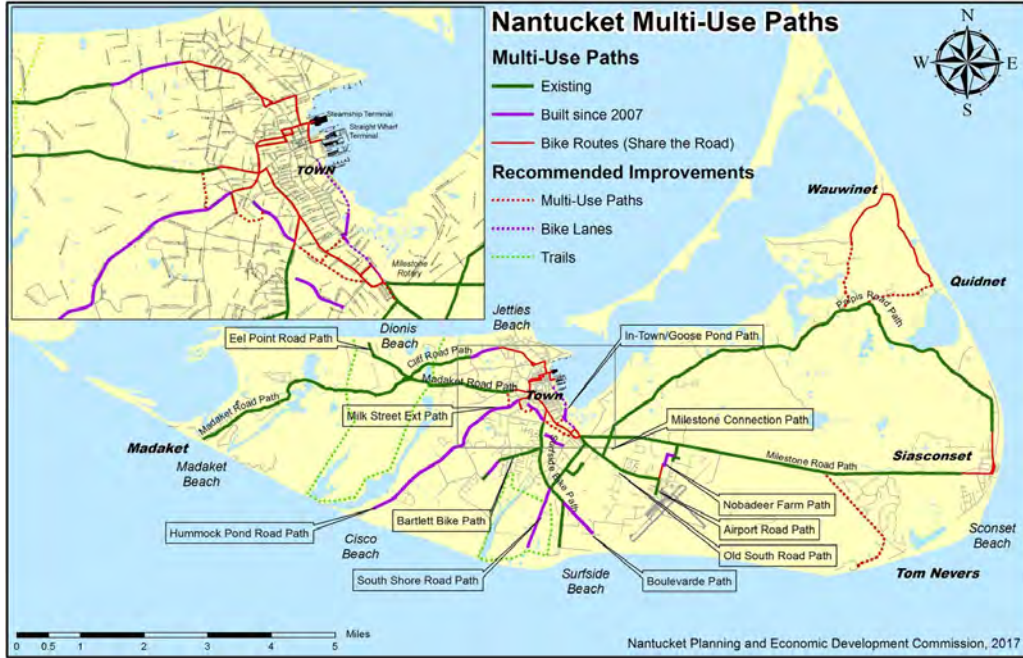 Nantucket Multi-Use Paths
Multi-Use Paths
Existing
Built since 2007
Bike Routes (Share the Road)
Recommended Improvements
Multi-Use Paths
Bike Lanes
Trails
N
W
E
S
Steamship Terminal
Straight Wharf
Terminal
TOWN
Milestone
Rotary
Wauwinet
Quidnet
Polpis Road Path
Jetties
Beach
Dionis
Beach
Eel Point Road Path
In-Town/Goose Pond Path
Cliff Road Path
Madaket Road Path
Town
Madaket Road Path
Milk Street Ext Path
Milestone Connection Path
Madaket
Madaket
Beach
Milestone Road Path
Siasconset
Surfside Bike Path
Nobadeer Farm Path
Bartlett Bike Path
Airport Road Path
Hummock Pond Road Path
Cisco
Beach
Old South Road Path
Sconset
Beach
South Shore Road Path
Surfside
Beach
Boulevarde Path
Tom Nevers
Miles
0 0.5 1 2 3 4 5
Nantucket Planning and Economic Development Commission, 2017